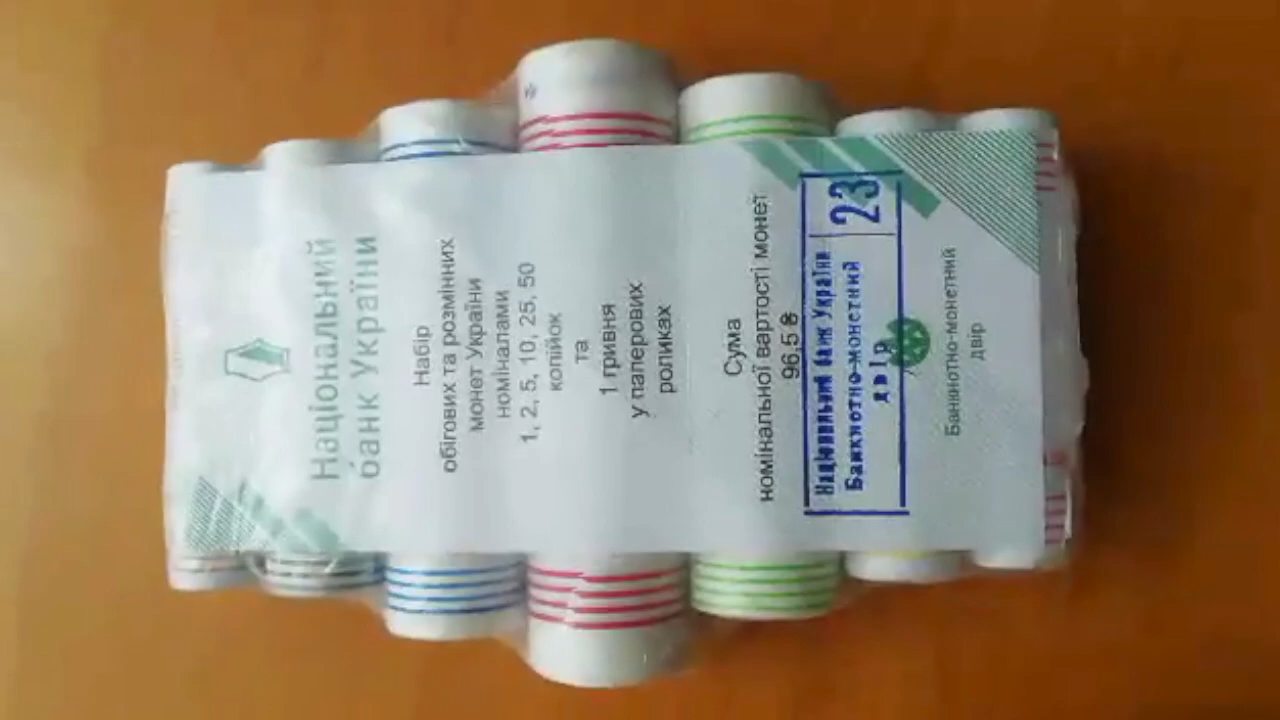 Національний
банк України
Набір
обігових та розмінних
монет України
номіналами
1, 2, 5, 10, 25, 50
копійок
та
1 гривня
у паперових
роликах
Сума
номінальної вартості монет
96,5 ₴
Національний банк України
Банкнотно-монетний
двір
23
Банкнотно-монетний
двір